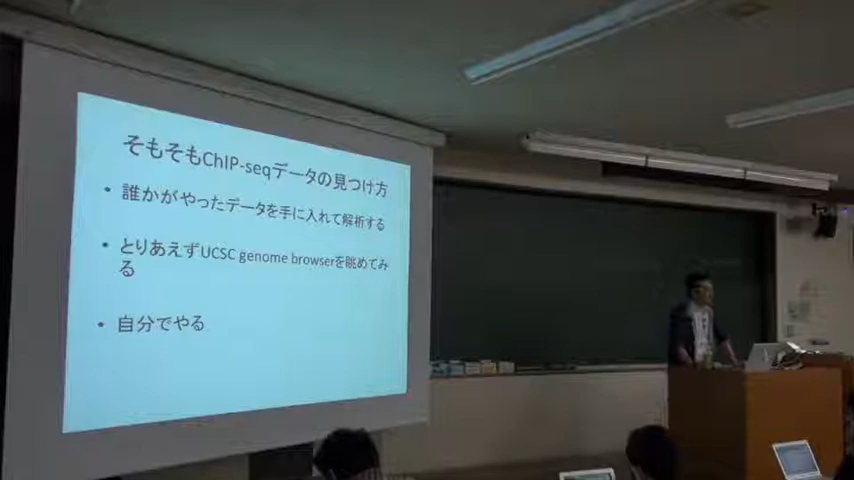 そもそもChIP-seqデータの見つけ方
• 誰かがやったデータを手に入れて解析する
• とりあえずUCSC genome browserを眺めてみ
る
• 自分でやる